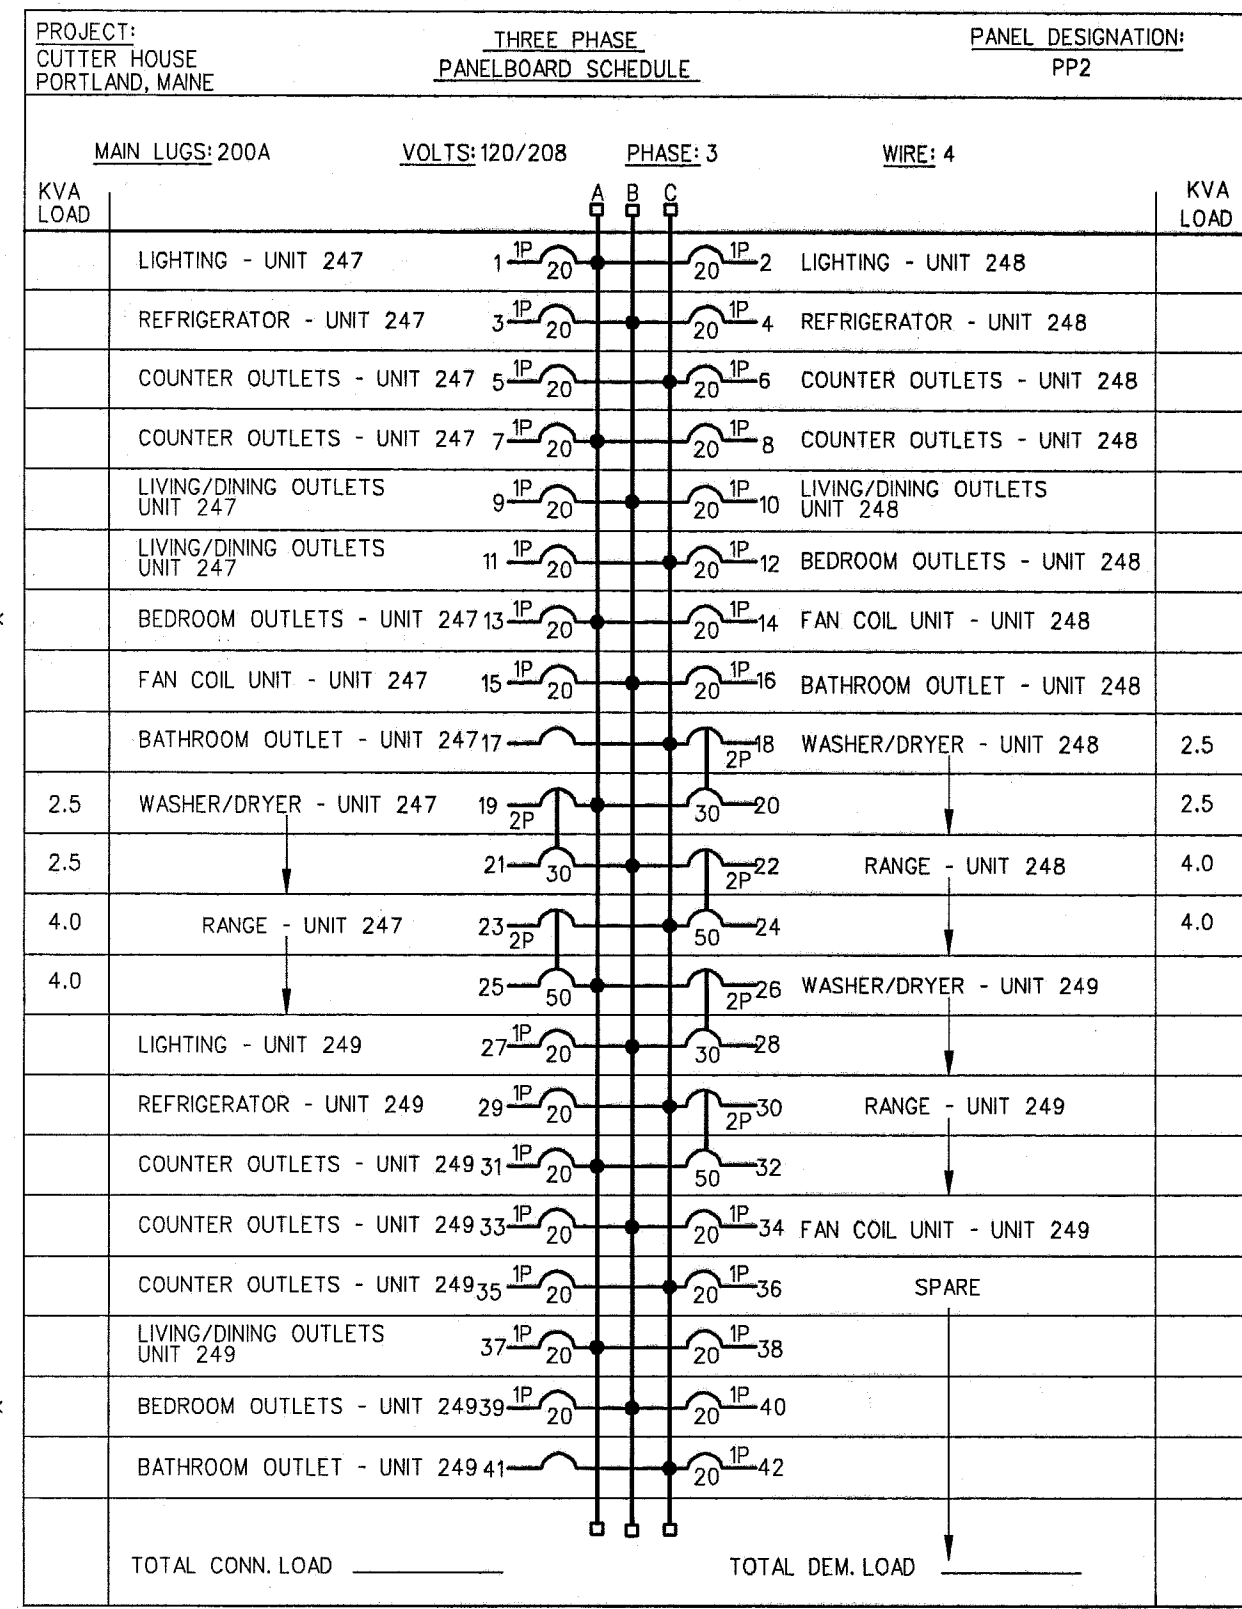 PROJECT:
CUTTER HOUSE
PORTLAND, MAINE
THREE PHASE
PANELBOARD SCHEDULE
PANEL DESIGNATION:
PP2
MAIN LUGS: 200A VOLTS: 120/208 PHASE: 3 WIRE: 4
KVA LOAD A B C KVA LOAD
LIGHTING - UNIT 247 1 1P 20 20 1P 2 LIGHTING - UNIT 248
REFRIGERATOR - UNIT 247 3 1P 20 20 1P 4 REFRIGERATOR - UNIT 248
COUNTER OUTLETS - UNIT 247 5 1P 20 20 1P 6 COUNTER OUTLETS - UNIT 248
COUNTER OUTLETS - UNIT 247 7 1P 20 20 1P 8 COUNTER OUTLETS - UNIT 248
LIVING/DINING OUTLETS UNIT 247 9 1P 20 20 1P 10 LIVING/DINING OUTLETS UNIT 248
LIVING/DINING OUTLETS UNIT 247 11 1P 20 20 1P 12 BEDROOM OUTLETS - UNIT 248
BEDROOM OUTLETS - UNIT 247 13 1P 20 20 1P 14 FAN COIL UNIT - UNIT 248
FAN COIL UNIT - UNIT 247 15 1P 20 20 1P 16 BATHROOM OUTLET - UNIT 248
BATHROOM OUTLET - UNIT 247 17 2P 18 WASHER/DRYER - UNIT 248 2.5
2.5 WASHER/DRYER - UNIT 247 19 2P 30 20 2.5
2.5 21 30 2P 22 RANGE - UNIT 248 4.0
4.0 RANGE - UNIT 247 23 2P 50 24 4.0
4.0 25 50 2P 26 WASHER/DRYER - UNIT 249
LIGHTING - UNIT 249 27 1P 20 30 28
REFRIGERATOR - UNIT 249 29 1P 20 2P 30 RANGE - UNIT 249
COUNTER OUTLETS - UNIT 249 31 1P 20 50 32
COUNTER OUTLETS - UNIT 249 33 1P 20 20 1P 34 FAN COIL UNIT - UNIT 249
COUNTER OUTLETS - UNIT 249 35 1P 20 20 1P 36 SPARE
LIVING/DINING OUTLETS UNIT 249 37 1P 20 20 1P 38
BEDROOM OUTLETS - UNIT 249 39 1P 20 20 1P 40
BATHROOM OUTLET - UNIT 249 41 20 1P 42
TOTAL CONN. LOAD TOTAL DEM. LOAD